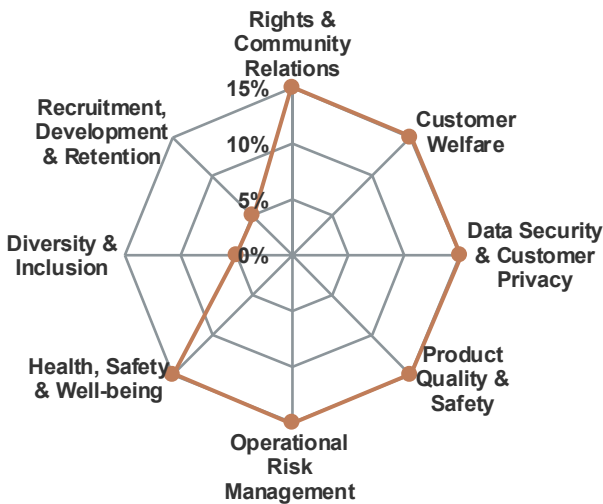 Rights &
Community
Relations
15%
10%
5%
0%
Customer
Welfare
Data Security
& Customer
Privacy
Product
Quality &
Safety
Operational
Risk
Management
Health, Safety
& Well-being
Diversity &
Inclusion
Recruitment,
Development
& Retention